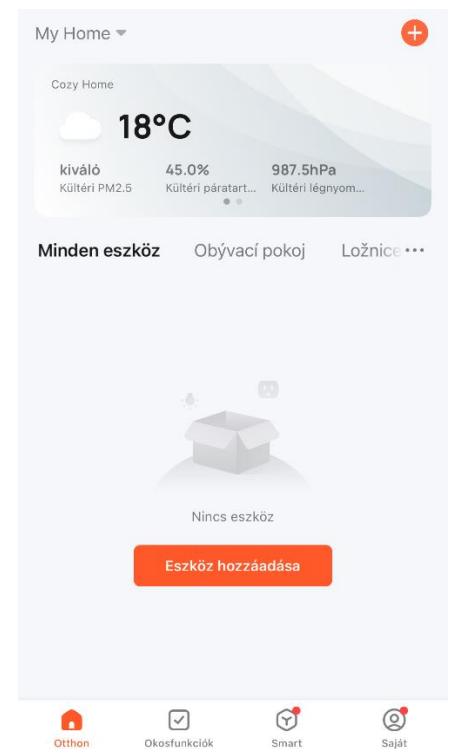 My Home
Cozy Home
18°C
kiváló 45.0% 987.5hPa
Kültéri PM2.5 Kültéri páratart... Kültéri légnyom...
Minden eszköz Obývací pokoj Ložnice ...
Nincs eszköz
Eszköz hozzáadása
Otthon Okosfunkciók Smart Saját